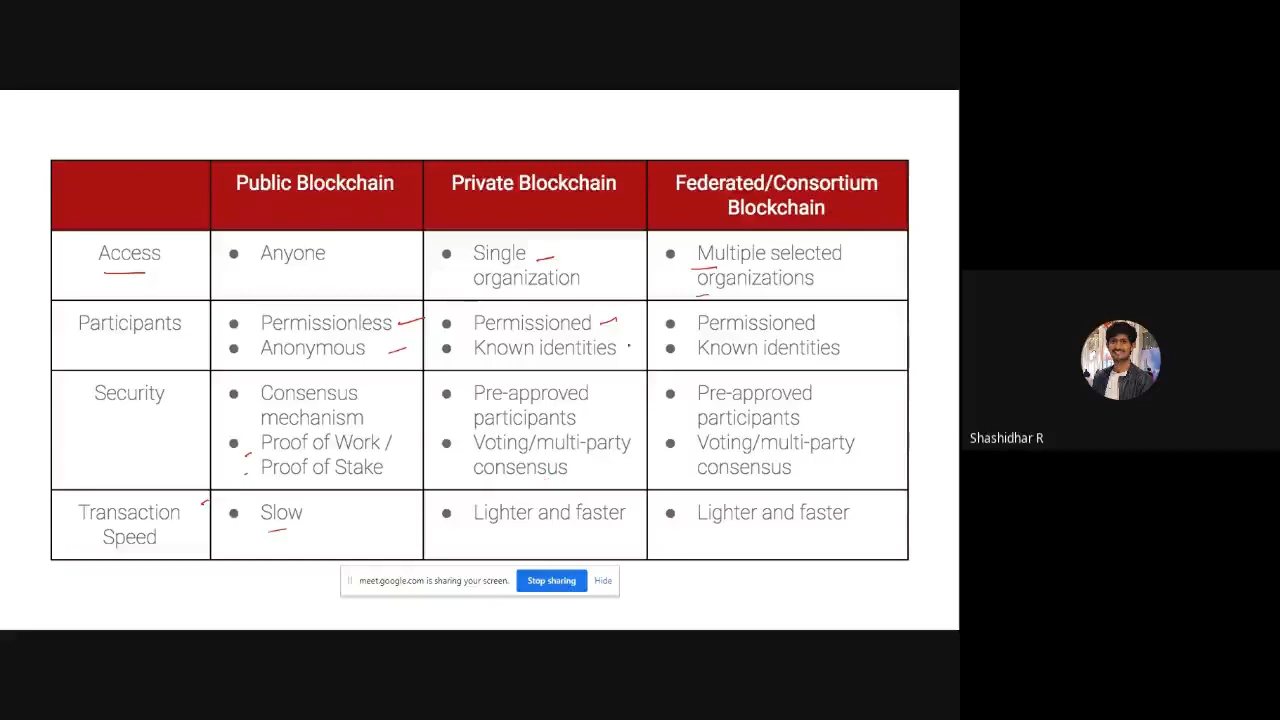 Public Blockchain
Private Blockchain
Federated/Consortium
Blockchain
Access
● Anyone
● Single
organization
● Multiple selected
organizations
Participants
● Permissionless
● Anonymous
● Permissioned
● Known identities
● Permissioned
● Known identities
Security
● Consensus
mechanism
● Proof of Work /
Proof of Stake
● Pre-approved
participants
● Voting/multi-party
consensus
● Pre-approved
participants
● Voting/multi-party
consensus
Transaction
Speed
● Slow
● Lighter and faster
● Lighter and faster
meet.google.com is sharing your screen.
Stop sharing
Hide
Shashidhar R